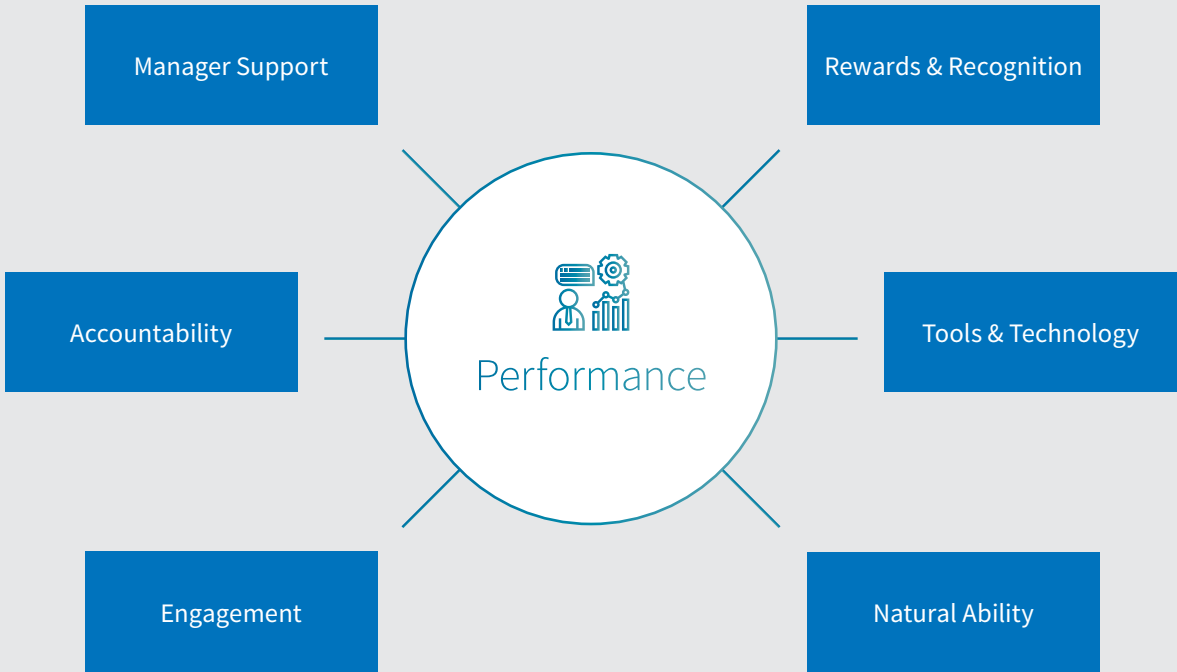 Manager Support
Rewards & Recognition
Accountability
Performance
Tools & Technology
Engagement
Natural Ability